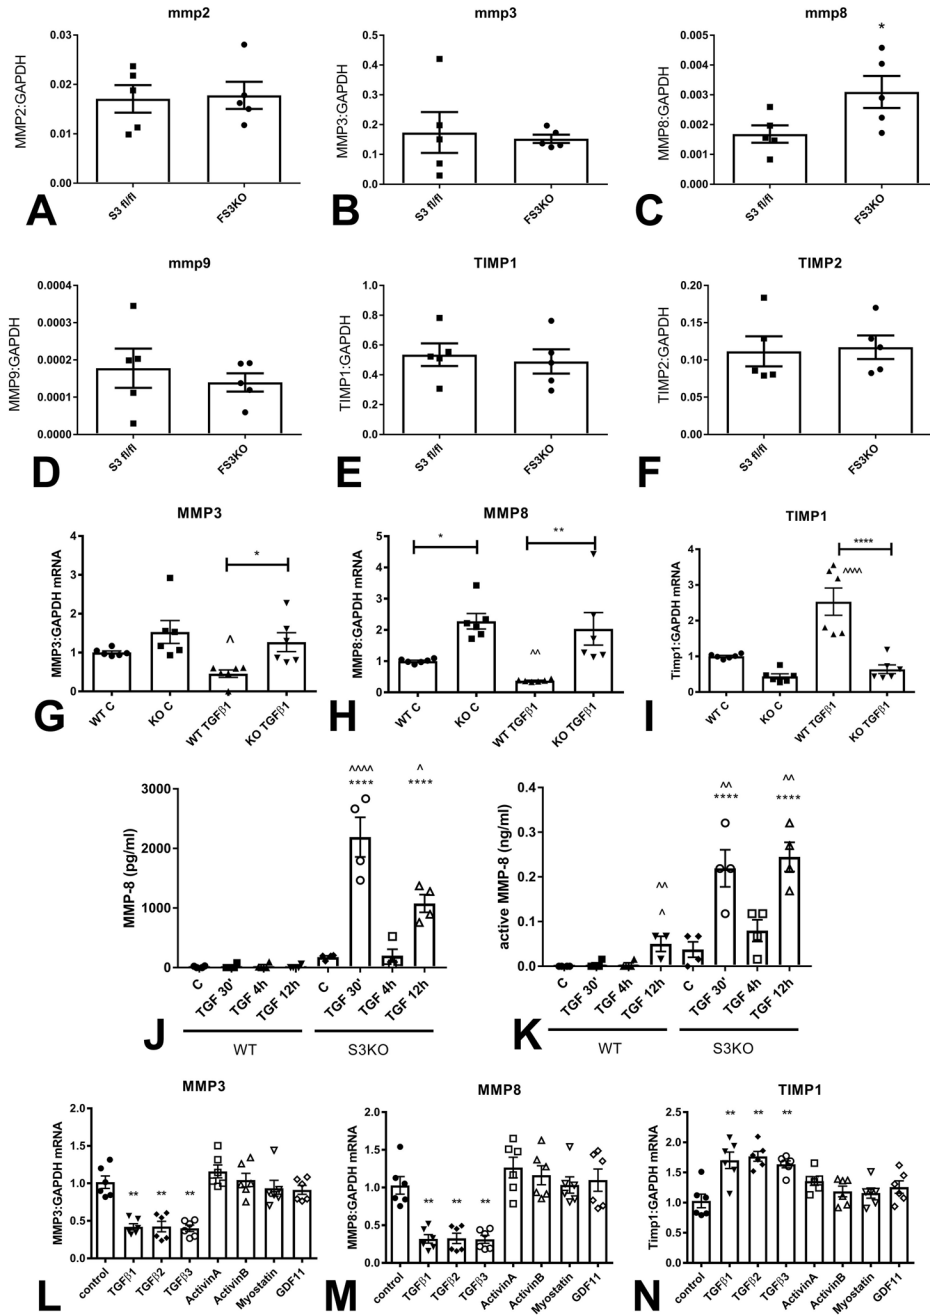 mmp2
MMP2:GAPDH
0.03
0.02
0.01
0.00
S3 fl/fl
FS3KO
A
mmp3
MMP3:GAPDH
0.5
0.4
0.3
0.2
0.1
0.0
S3 fl/fl
FS3KO
B
mmp8
MMP8:GAPDH
0.005
0.004
0.003
0.002
0.001
0.000
*
S3 fl/fl
FS3KO
C
mmp9
MMP9:GAPDH
0.0004
0.0003
0.0002
0.0001
0.0000
S3 fl/fl
FS3KO
D
TIMP1
TIMP1:GAPDH
1.0
0.8
0.6
0.4
0.2
0.0
S3 fl/fl
FS3KO
E
TIMP2
TIMP2:GAPDH
0.20
0.15
0.10
0.05
0.00
S3 fl/fl
FS3KO
F
MMP3
MMP3:GAPDH mRNA
4
3
2
1
0
*
^
WT C
KO C
WT TGFβ1
KO TGFβ1
G
MMP8
MMP8:GAPDH mRNA
5
4
3
2
1
0
*
**
^^
WT C
KO C
WT TGFβ1
KO TGFβ1
H
TIMP1
Timp1:GAPDH mRNA
5
4
3
2
1
0
****
^^^^
WT C
KO C
WT TGFβ1
KO TGFβ1
I
MMP-8
(pg/ml)
3000
2000
1000
0
^^^^
****
^
****
C
TGF 30'
TGF 4h
TGF 12h
C
TGF 30'
TGF 4h
TGF 12h
WT
S3KO
J
active MMP-8 (ng/ml)
0.4
0.3
0.2
0.1
0.0
^^
^
^^
****
^^
****
C
TGF 30'
TGF 4h
TGF 12h
C
TGF 30'
TGF 4h
TGF 12h
WT
S3KO
K
MMP3
MMP3:GAPDH mRNA
2.0
1.5
1.0
0.5
0.0
**
**
**
control
TGFβ1
TGFβ2
TGFβ3
ActivinA
ActivinB
Myostatin
GDF11
L
MMP8
MMP8:GAPDH mRNA
2.0
1.5
1.0
0.5
0.0
**
**
**
control
TGFβ1
TGFβ2
TGFβ3
ActivinA
ActivinB
Myostatin
GDF11
M
TIMP1
Timp1:GAPDH mRNA
2.5
2.0
1.5
1.0
0.5
0.0
**
**
**
control
TGFβ1
TGFβ2
TGFβ3
ActivinA
ActivinB
Myostatin
GDF11
N